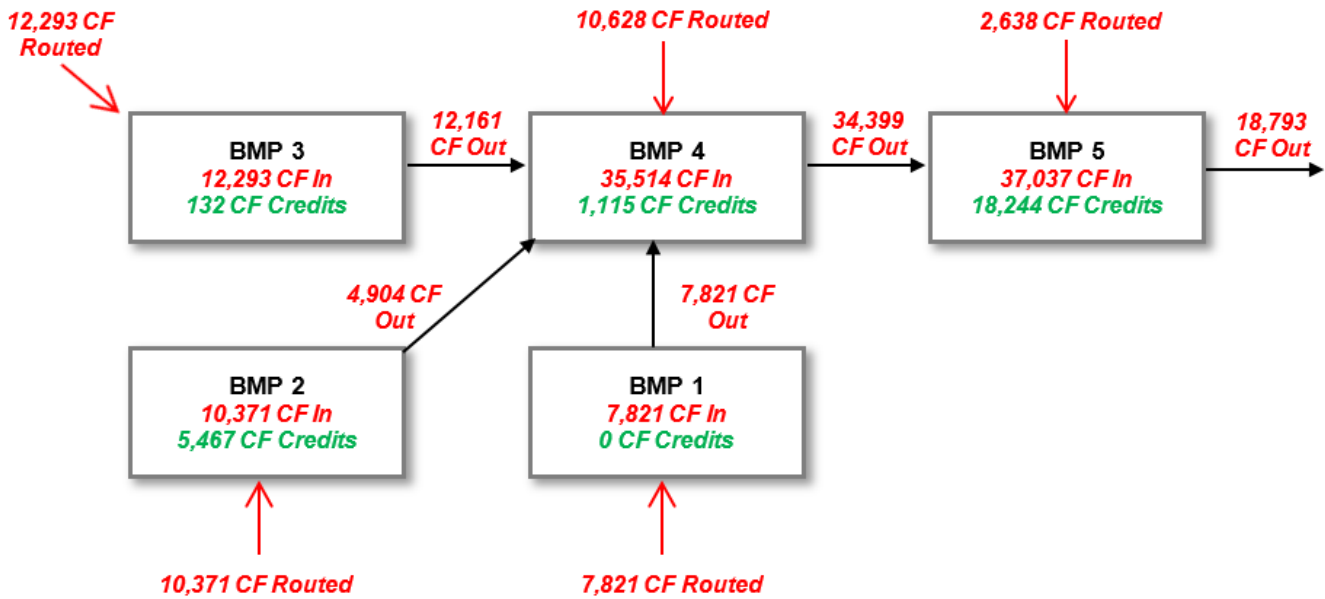 12,293 CF
Routed
10,628 CF Routed
2,638 CF Routed
BMP 3
12,293 CF In
132 CF Credits
12,161
CF Out
BMP 4
35,514 CF In
1,115 CF Credits
34,399
CF Out
BMP 5
37,037 CF In
18,244 CF Credits
18,793
CF Out
4,904 CF
Out
7,821 CF
Out
BMP 2
10,371 CF In
5,467 CF Credits
BMP 1
7,821 CF In
0 CF Credits
10,371 CF Routed
7,821 CF Routed